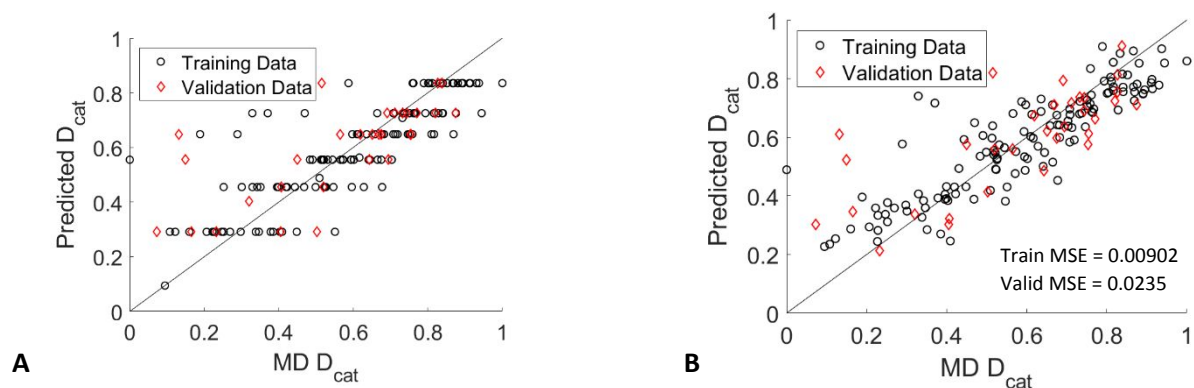 1
0.8
0.6
0.4
0.2
0
Predicted D_cat
Training Data
Validation Data
0 0.2 0.4 0.6 0.8 1
MD D_cat
A
1
0.8
0.6
0.4
0.2
0
Predicted D_cat
Training Data
Validation Data
Train MSE = 0.00902
Valid MSE = 0.0235
0 0.2 0.4 0.6 0.8 1
MD D_cat
B